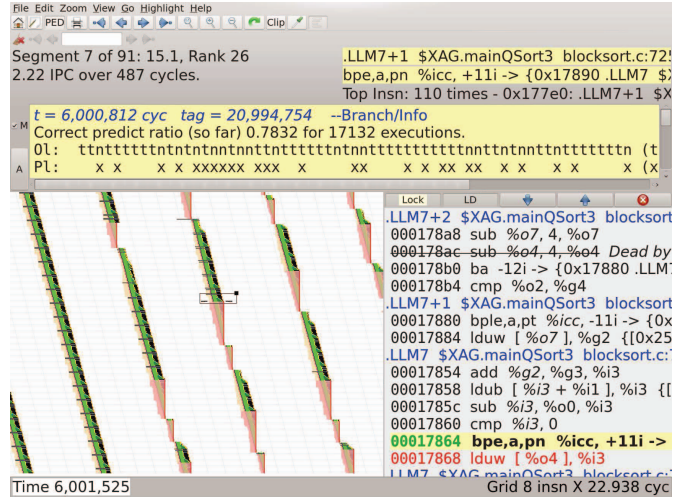 File Edit Zoom View Go Highlight Help
PED Clip
Segment 7 of 91: 15.1, Rank 26
2.22 IPC over 487 cycles.
.LLM7+1 $XAG.mainQSort3 blocksort.c:725
bpe,a,pn %icc, +11i -> {0x17890 .LLM7 $X
Top Insn: 110 times - 0x177e0: .LLM7+1 $X
M
t = 6,000,812 cyc tag = 20,994,754 --Branch/Info
Correct predict ratio (so far) 0.7832 for 17132 executions.
Ol: ttnttttttntntntnntntttttttntnnttttttttttttnnttntnnttntttttttn (t
Pl: x x x x xxxxxx xxx x xx x x xx xx x x x x x (x
A
Lock LD
.LLM7+2 $XAG.mainQSort3 blocksort
000178a8 sub %o7, 4, %o7
000178ac sub %o4, 4, %o4 Dead by
000178b0 ba -12i -> {0x17880 .LLM7
000178b4 cmp %o2, %g4
.LLM7+1 $XAG.mainQSort3 blocksort
00017880 bple,a,pt %icc, -11i -> {0x
00017884 lduw [ %o7 ], %g2 {[0x25
.LLM7 $XAG.mainQSort3 blocksort.c:
00017854 add %g2, %g3, %i3
00017858 ldub [ %i3 + %i1 ], %i3 {[
0001785c sub %i3, %o0, %i3
00017860 cmp %i3, 0
00017864 bpe,a,pn %icc, +11i ->
00017868 lduw [ %o4 ], %i3
.LLM7+1 $XAG.mainQSort3 blocksort
Time 6,001,525
Grid 8 insn X 22.938 cyc